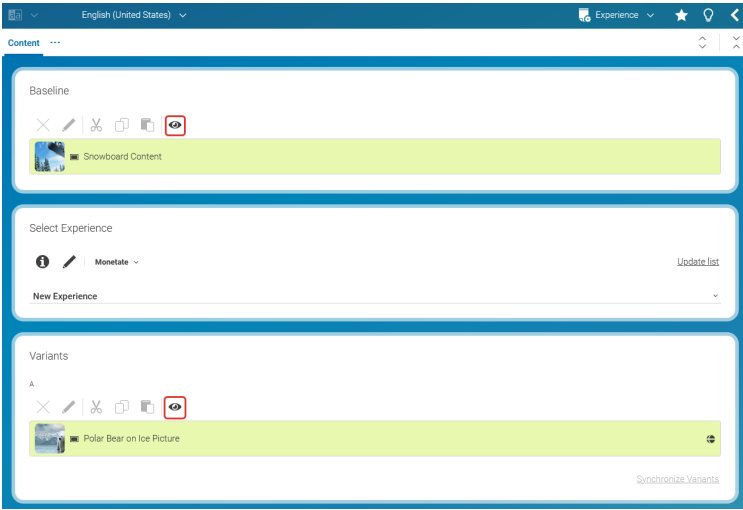 English (United States)
Experience
Content
Baseline
Snowboard Content
Select Experience
Monetate
Update list
New Experience
Variants
A
Polar Bear on Ice Picture
Synchronize Variants